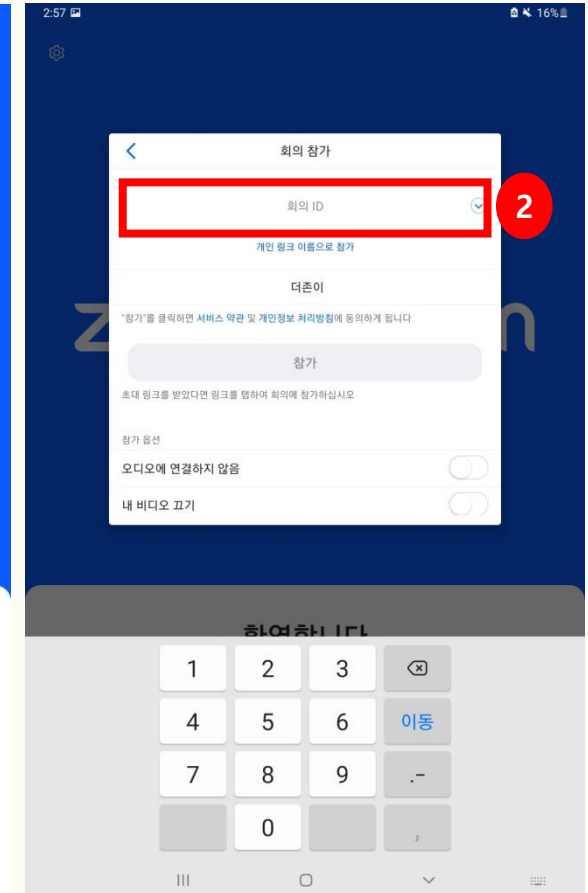 2:57
16%
회의 참가
회의 ID
2
개인 링크 이름으로 참가
더존이
"참가"를 클릭하면 서비스 약관 및 개인정보 처리방침에 동의하게 됩니다
참가
초대 링크를 받았다면 링크를 탭하여 회의에 참가하십시오
참가 옵션
오디오에 연결하지 않음
내 비디오 끄기
환영합니다
1 2 3
4 5 6 이동
7 8 9 .-
0 ,